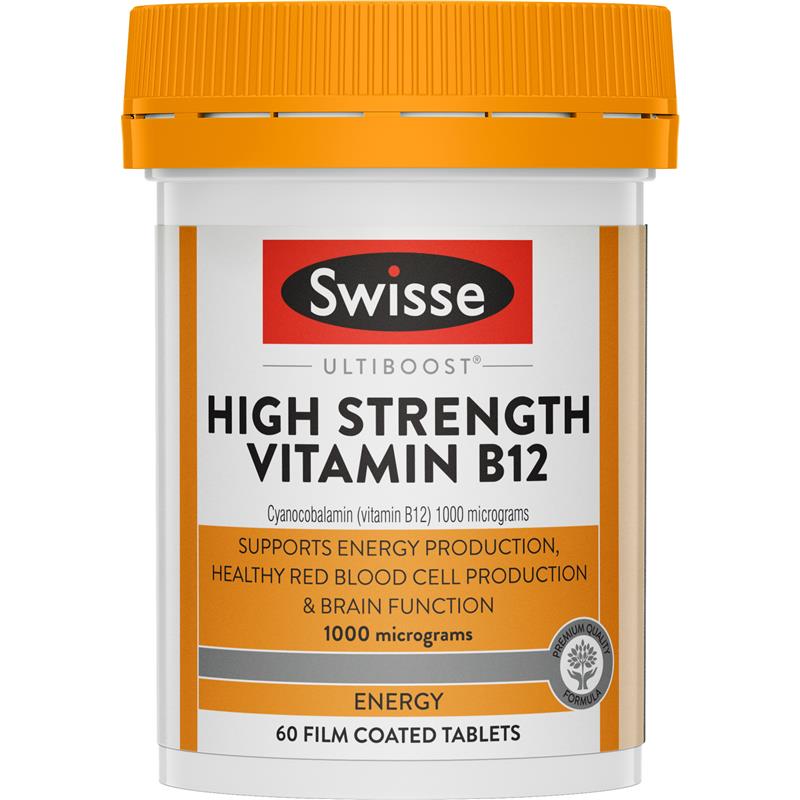 Swisse
ULTIBOOST®
HIGH STRENGTH
VITAMIN B12
Cyanocobalamin (vitamin B12) 1000 micrograms
SUPPORTS ENERGY PRODUCTION,
HEALTHY RED BLOOD CELL PRODUCTION
& BRAIN FUNCTION
1000 micrograms
PREMIUM QUALITY
FORMULA
ENERGY
60 FILM COATED TABLETS